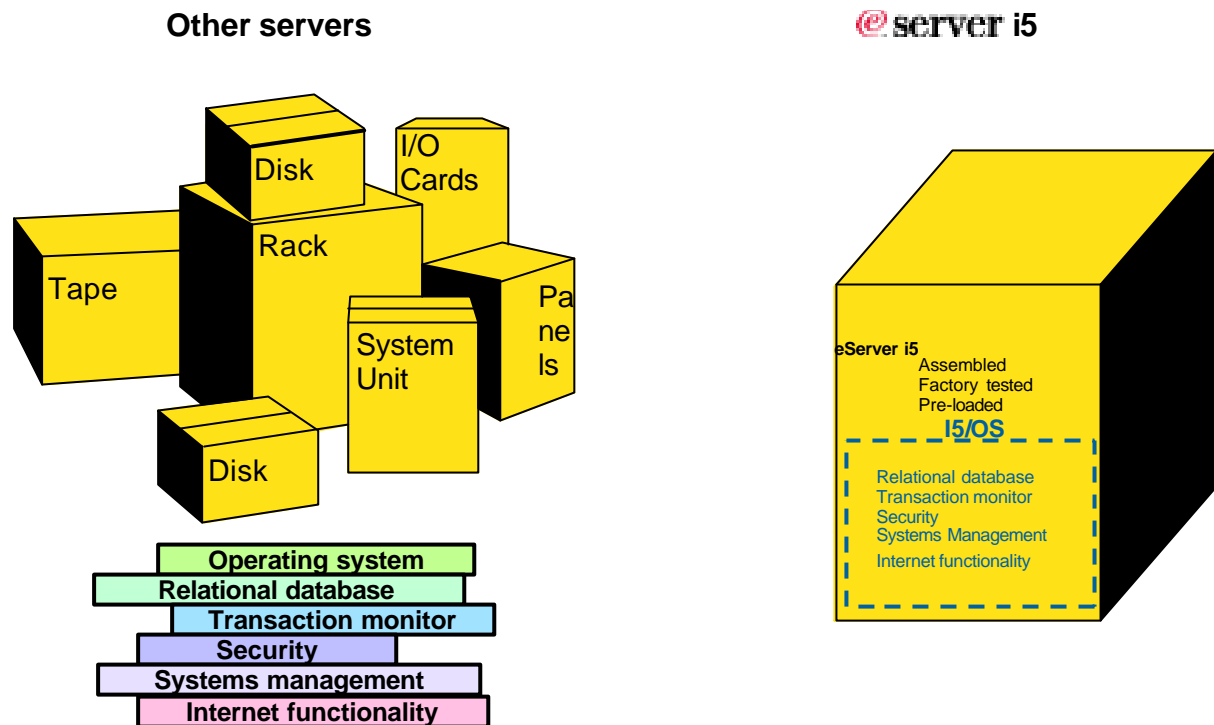 Other servers
Disk
I/O
Cards
Rack
Tape
Pa
ne
ls
System
Unit
Disk
Operating system
Relational database
Transaction monitor
Security
Systems management
Internet functionality
e server i5
eServer i5
Assembled
Factory tested
Pre-loaded
I5/OS
Relational database
Transaction monitor
Security
Systems Management
Internet functionality